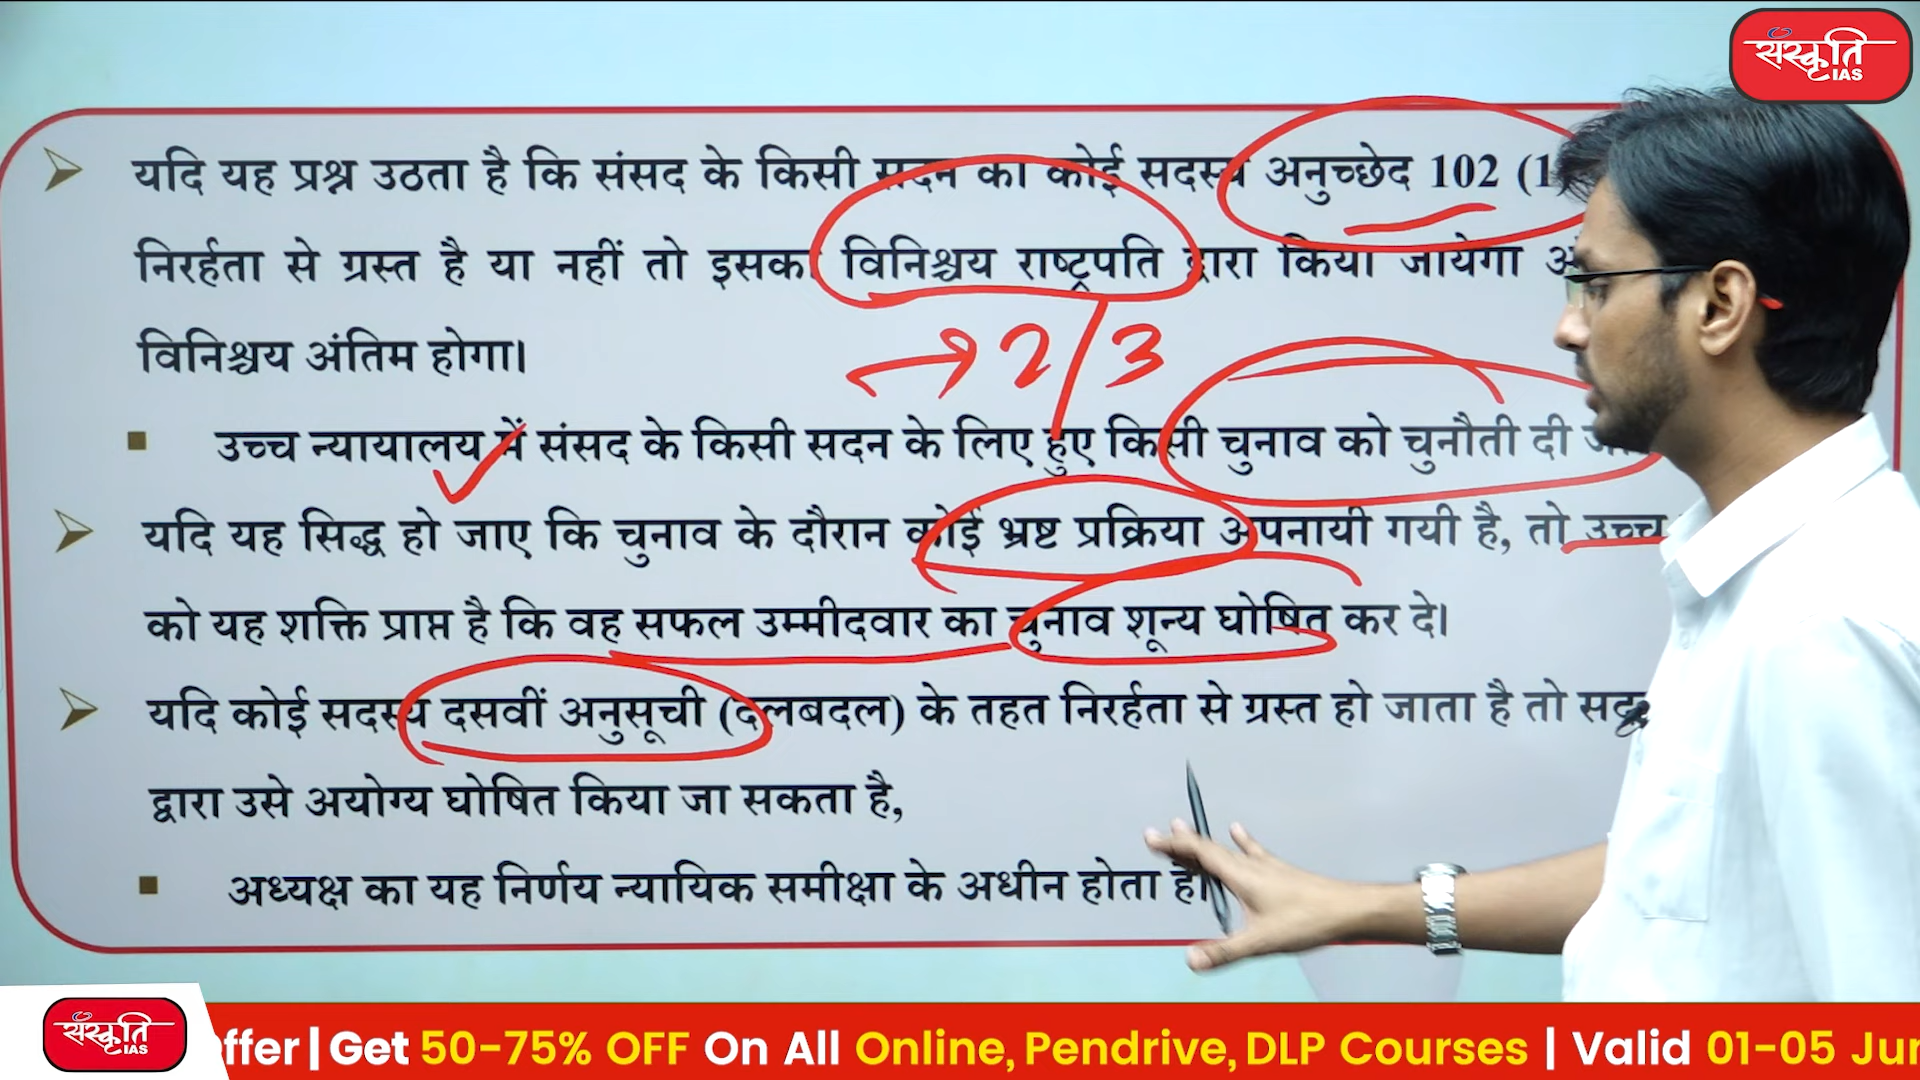 संस्कृति
IAS
यदि यह प्रश्न उठता है कि संसद के किसी सदन का कोई सदस्य अनुच्छेद 102 (1)
निरर्हता से ग्रस्त है या नहीं तो इसका विनिश्चय राष्ट्रपति द्वारा किया जायेगा
विनिश्चय अंतिम होगा।
2/3
उच्च न्यायालय में संसद के किसी सदन के लिए हुए किसी चुनाव को चुनौती दी
यदि यह सिद्ध हो जाए कि चुनाव के दौरान कोई भ्रष्ट प्रक्रिया अपनायी गयी है, तो उच्च
को यह शक्ति प्राप्त है कि वह सफल उम्मीदवार का चुनाव शून्य घोषित कर दे।
यदि कोई सदस्य दसवीं अनुसूची (दलबदल) के तहत निरर्हता से ग्रस्त हो जाता है तो
द्वारा उसे अयोग्य घोषित किया जा सकता है,
अध्यक्ष का यह निर्णय न्यायिक समीक्षा के अधीन होता है।
संस्कृति
IAS
ffer | Get 50-75% OFF On All Online, Pendrive, DLP Courses | Valid 01-05 Jun